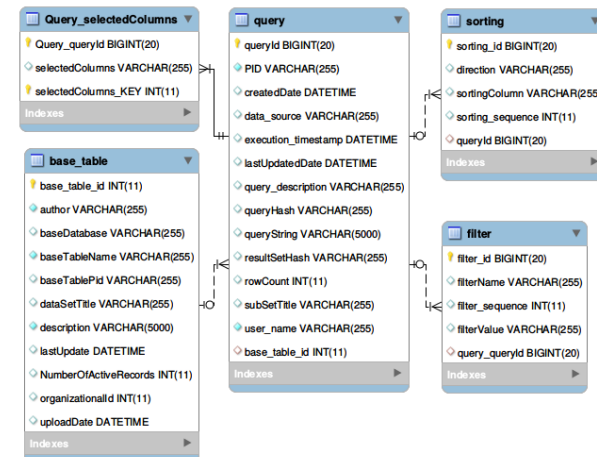 Query_selectedColumns
Query_queryId BIGINT(20)
selectedColumns VARCHAR(255)
selectedColumns_KEY INT(11)
Indexes
base_table
base_table_id INT(11)
author VARCHAR(255)
baseDatabase VARCHAR(255)
baseTableName VARCHAR(255)
baseTablePid VARCHAR(255)
dataSetTitle VARCHAR(255)
description VARCHAR(5000)
lastUpdate DATETIME
NumberOfActiveRecords INT(11)
organizationalId INT(11)
uploadDate DATETIME
Indexes
query
queryId BIGINT(20)
PID VARCHAR(255)
createdDate DATETIME
data_source VARCHAR(255)
execution_timestamp DATETIME
lastUpdatedDate DATETIME
query_description VARCHAR(255)
queryHash VARCHAR(255)
queryString VARCHAR(5000)
resultSetHash VARCHAR(255)
rowCount INT(11)
subSetTitle VARCHAR(255)
user_name VARCHAR(255)
base_table_id INT(11)
Indexes
sorting
sorting_id BIGINT(20)
direction VARCHAR(255)
sortingColumn VARCHAR(255
sorting_sequence INT(11)
queryId BIGINT(20)
Indexes
filter
filter_id BIGINT(20)
filterName VARCHAR(255)
filter_sequence INT(11)
filterValue VARCHAR(255)
query_queryId BIGINT(20)
Indexes